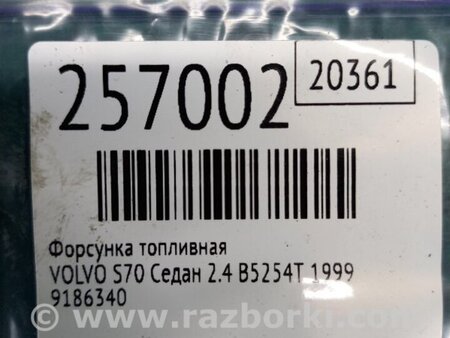 257002
20361
Форсунка топливная
VOLVO S70 Седан 2.4 B5254T 1999
9186340
© www.razborki.com